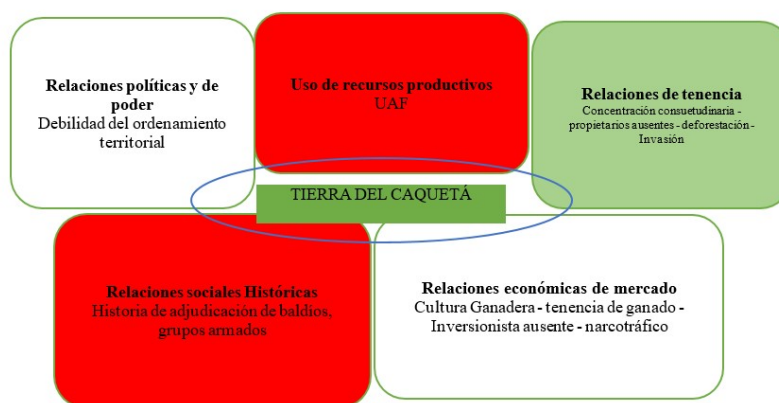 Relaciones políticas y de
poder
Debilidad del ordenamiento
territorial
Uso de recursos productivos
UAF
Relaciones de tenencia
Concentración consuetudinaria -
propietarios ausentes - deforestación -
Invasión
TIERRA DEL CAQUETÁ
Relaciones sociales Históricas
Historia de adjudicación de baldíos,
grupos armados
Relaciones económicas de mercado
Cultura Ganadera - tenencia de ganado -
Inversionista ausente - narcotráfico